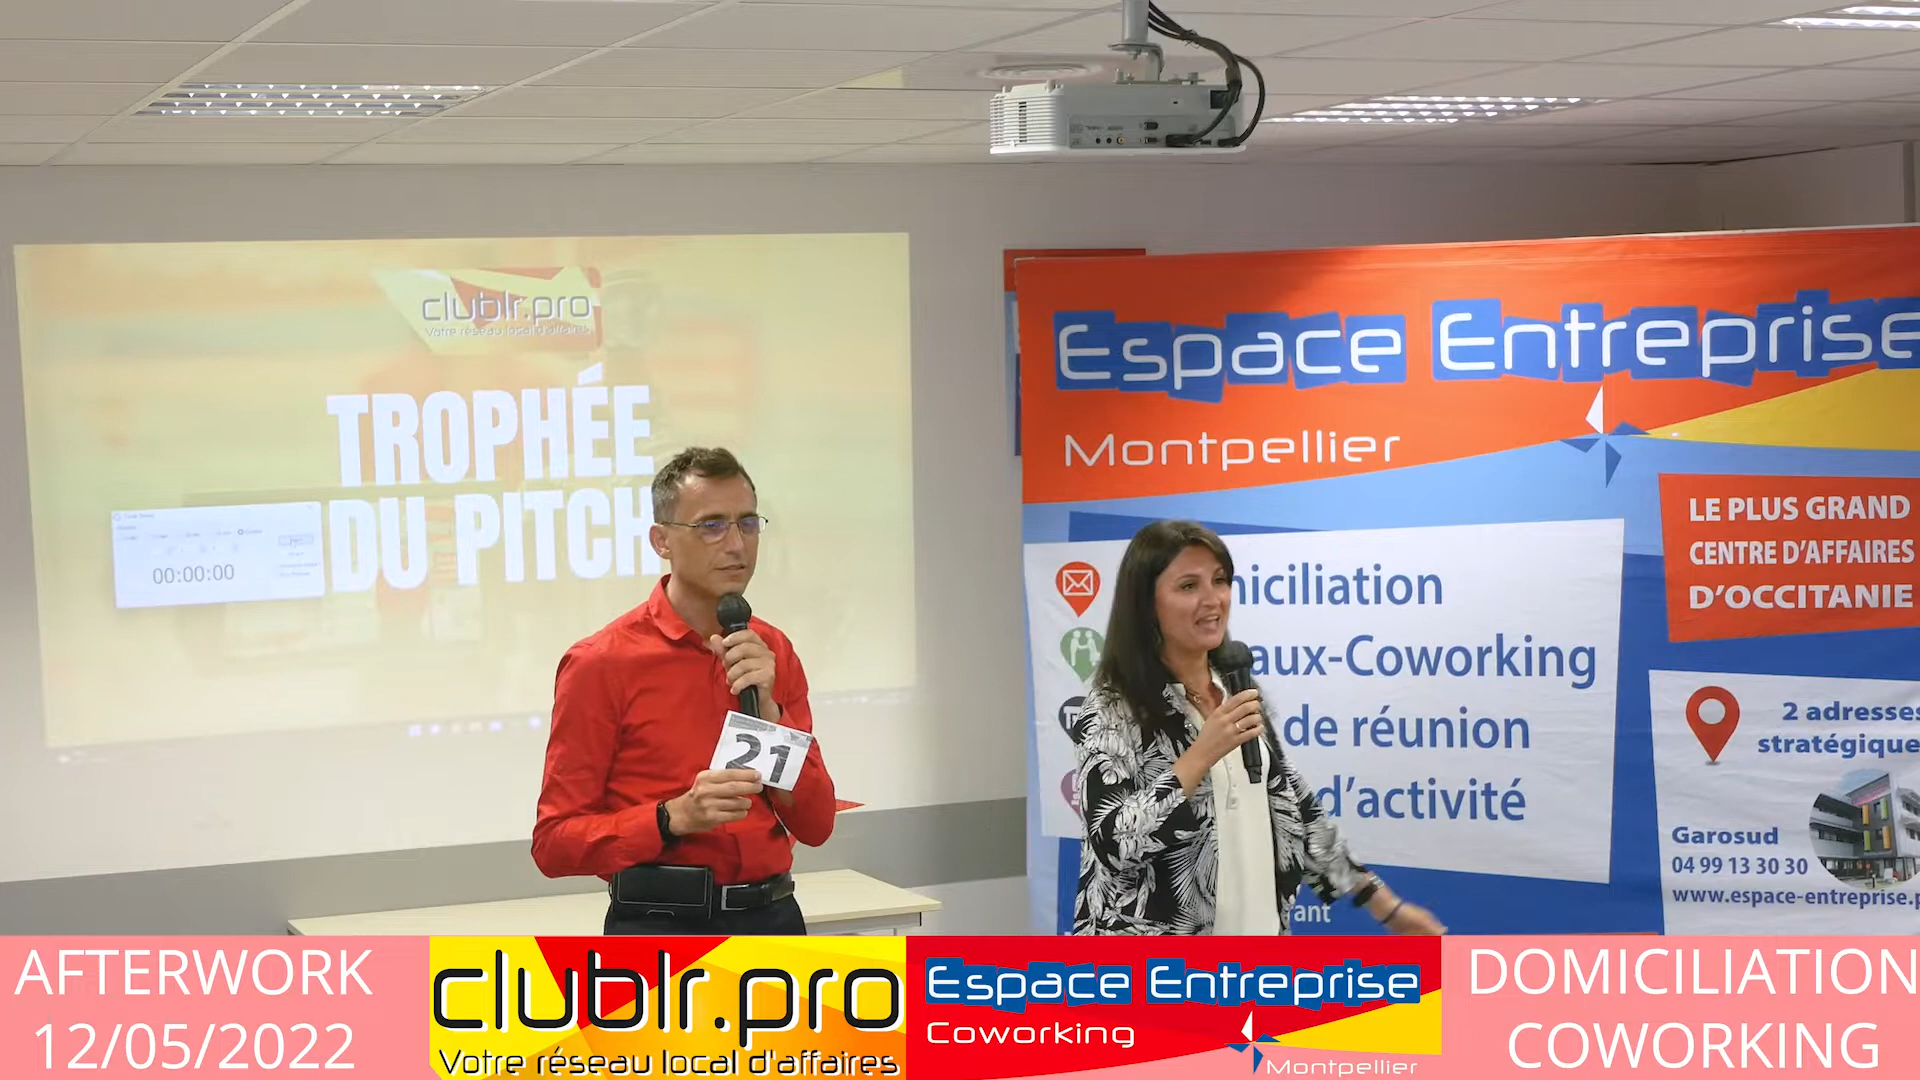 clublr.pro
Votre réseau local d'affaires
TROPHÉE
DU PITCH
00:00:00
21
Espace Entreprise
Montpellier
niciliation
aux-Coworking
de réunion
d'activité
rant
LE PLUS GRAND
CENTRE D'AFFAIRES
D'OCCITANIE
2 adresses
stratégique
Garosud
04 99 13 30 30
www.espace-entreprise.p
AFTERWORK
12/05/2022
clublr.pro
Votre réseau local d'affaires
Espace Entreprise
Coworking
Montpellier
DOMICILIATION
COWORKING